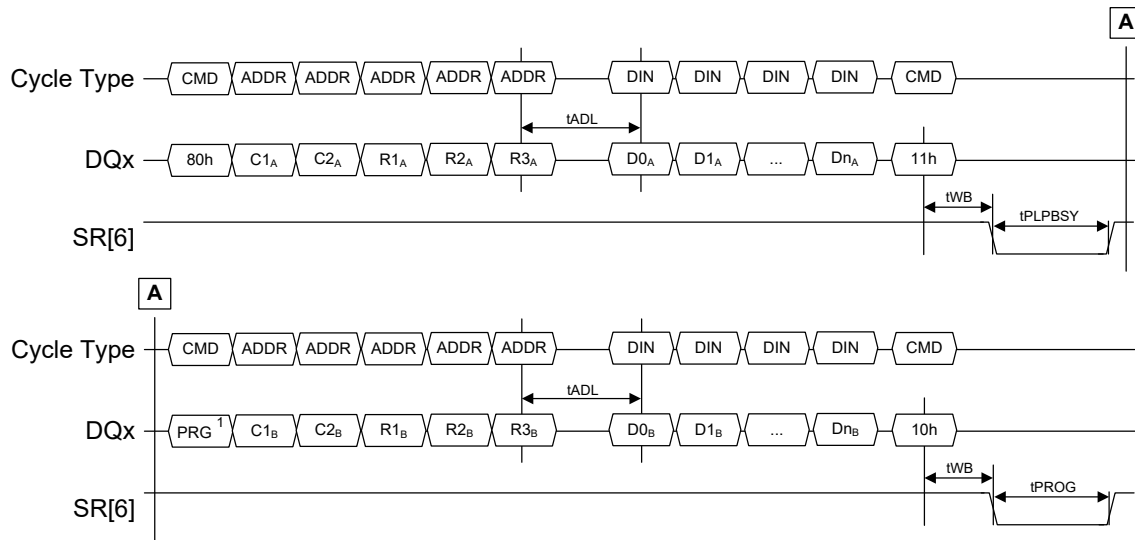 A
Cycle Type CMD ADDR ADDR ADDR ADDR ADDR DIN DIN DIN DIN CMD
tADL
DQx 80h C1A C2A R1A R2A R3A D0A D1A ... DnA 11h
tWB tPLPBSY
SR[6]
A
Cycle Type CMD ADDR ADDR ADDR ADDR ADDR DIN DIN DIN DIN CMD
tADL
DQx PRG 1 C1B C2B R1B R2B R3B D0B D1B ... DnB 10h
tWB tPROG
SR[6]